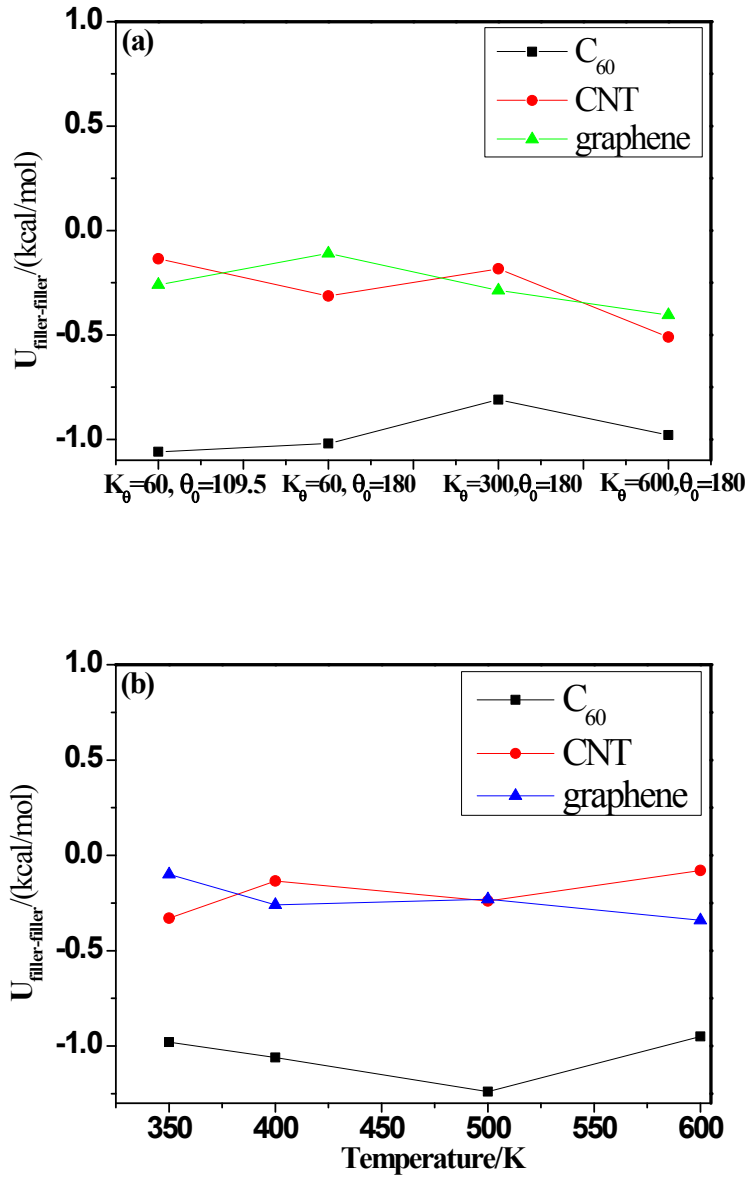 (a)
C60
CNT
graphene
1.0
0.5
0.0
-0.5
-1.0
Ufiller-filler/(kcal/mol)
Kθ=60, θ0=109.5 Kθ=60, θ0=180 Kθ=300,θ0=180 Kθ=600,θ0=180
(b)
C60
CNT
graphene
1.0
0.5
0.0
-0.5
-1.0
Ufiller-filler/(kcal/mol)
350 400 450 500 550 600
Temperature/K